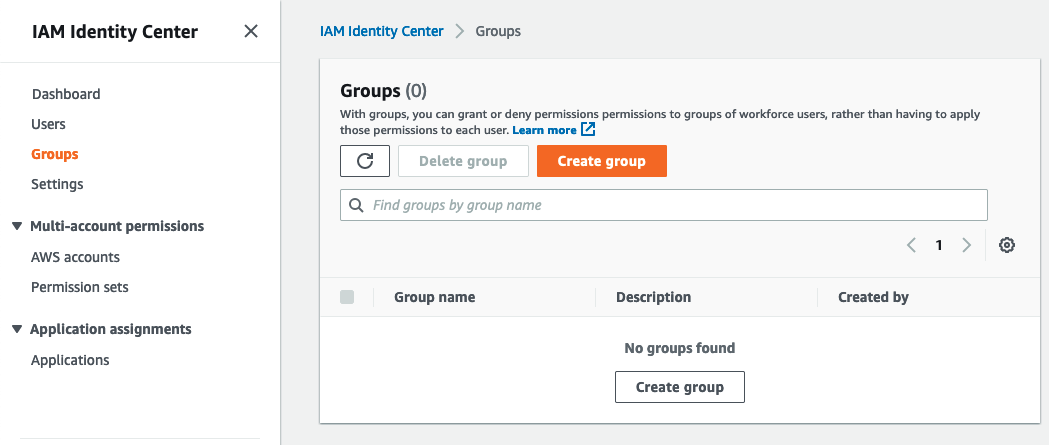 IAM Identity Center
Dashboard
Users
Groups
Settings
Multi-account permissions
AWS accounts
Permission sets
Application assignments
Applications
IAM Identity Center Groups
Groups (0)
With groups, you can grant or deny permissions permissions to groups of workforce users, rather than having to apply
those permissions to each user. Learn more
Delete group Create group
Find groups by group name
1
Group name Description Created by
No groups found
Create group